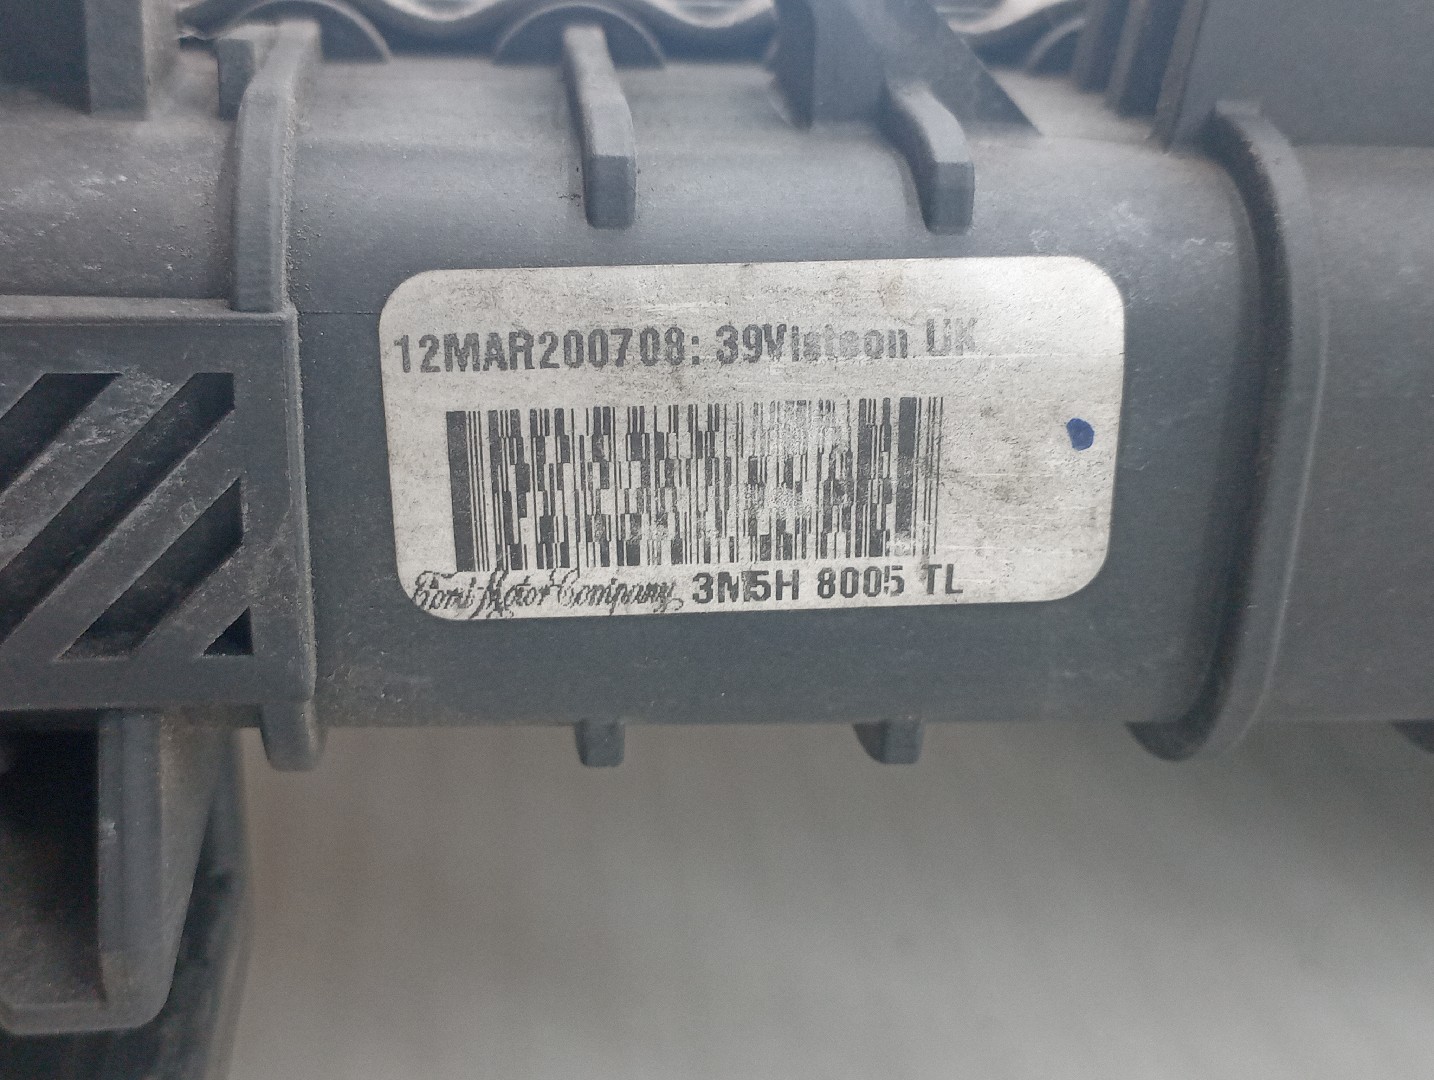 12MAR200708: 39Visteon UK
Ford Motor Company 3M5H 8005 TL